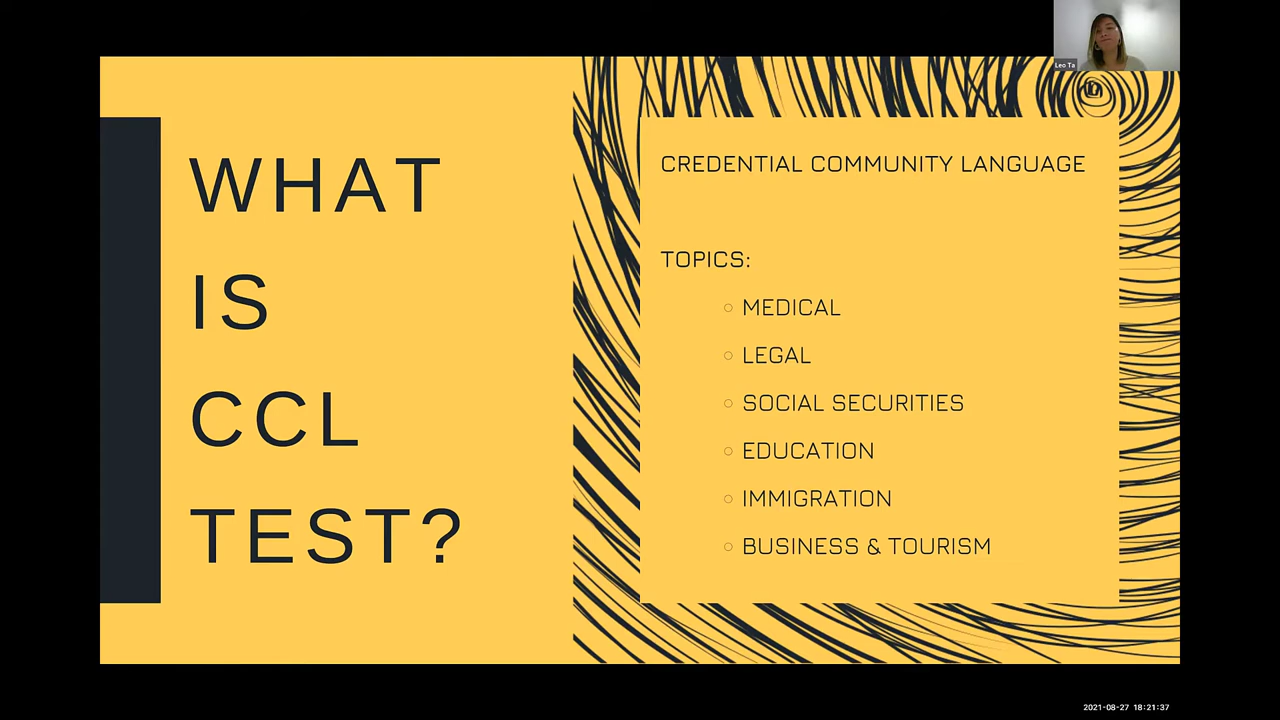 Leo Ta
WHAT
IS
CCL
TEST?
CREDENTIAL COMMUNITY LANGUAGE
TOPICS:
MEDICAL
LEGAL
SOCIAL SECURITIES
EDUCATION
IMMIGRATION
BUSINESS & TOURISM
2021-08-27 18:21:37